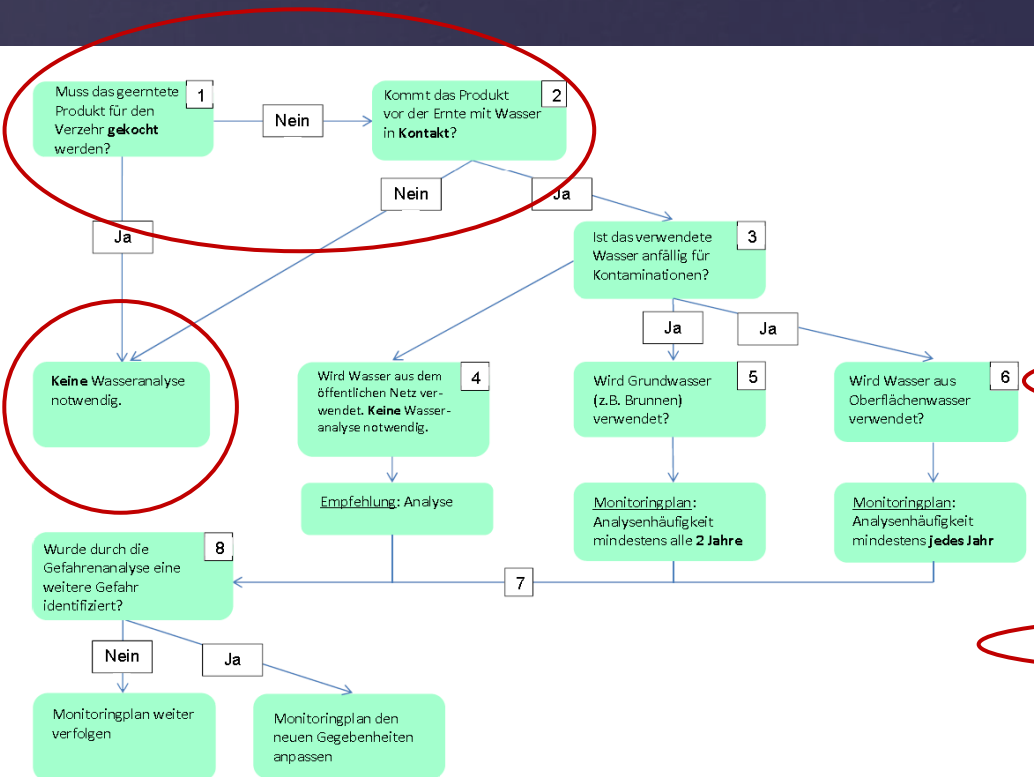 Muss das geerntete
Produkt für den
Verzehr gekocht
werden?
1
Nein
Kommt das Produkt
vor der Ernte mit Wasser
in Kontakt?
2
Nein
Ja
Ja
Ist das verwendete
Wasser anfällig für
Kontaminationen?
3
Ja
Ja
Keine Wasseranalyse
notwendig.
Wird Wasser aus dem
öffentlichen Netz ver-
wendet. Keine Wasser-
analyse notwendig.
4
Wird Grundwasser
(z.B. Brunnen)
verwendet?
5
Wird Wasser aus
Oberflächenwasser
verwendet?
6
Empfehlung: Analyse
Monitoringplan:
Analysenhäufigkeit
mindestens alle 2 Jahre
Monitoringplan:
Analysenhäufigkeit
mindestens jedes Jahr
7
Wurde durch die
Gefahrenanalyse eine
weitere Gefahr
identifiziert?
8
Nein
Ja
Monitoringplan weiter
verfolgen
Monitoringplan den
neuen Gegebenheiten
anpassen